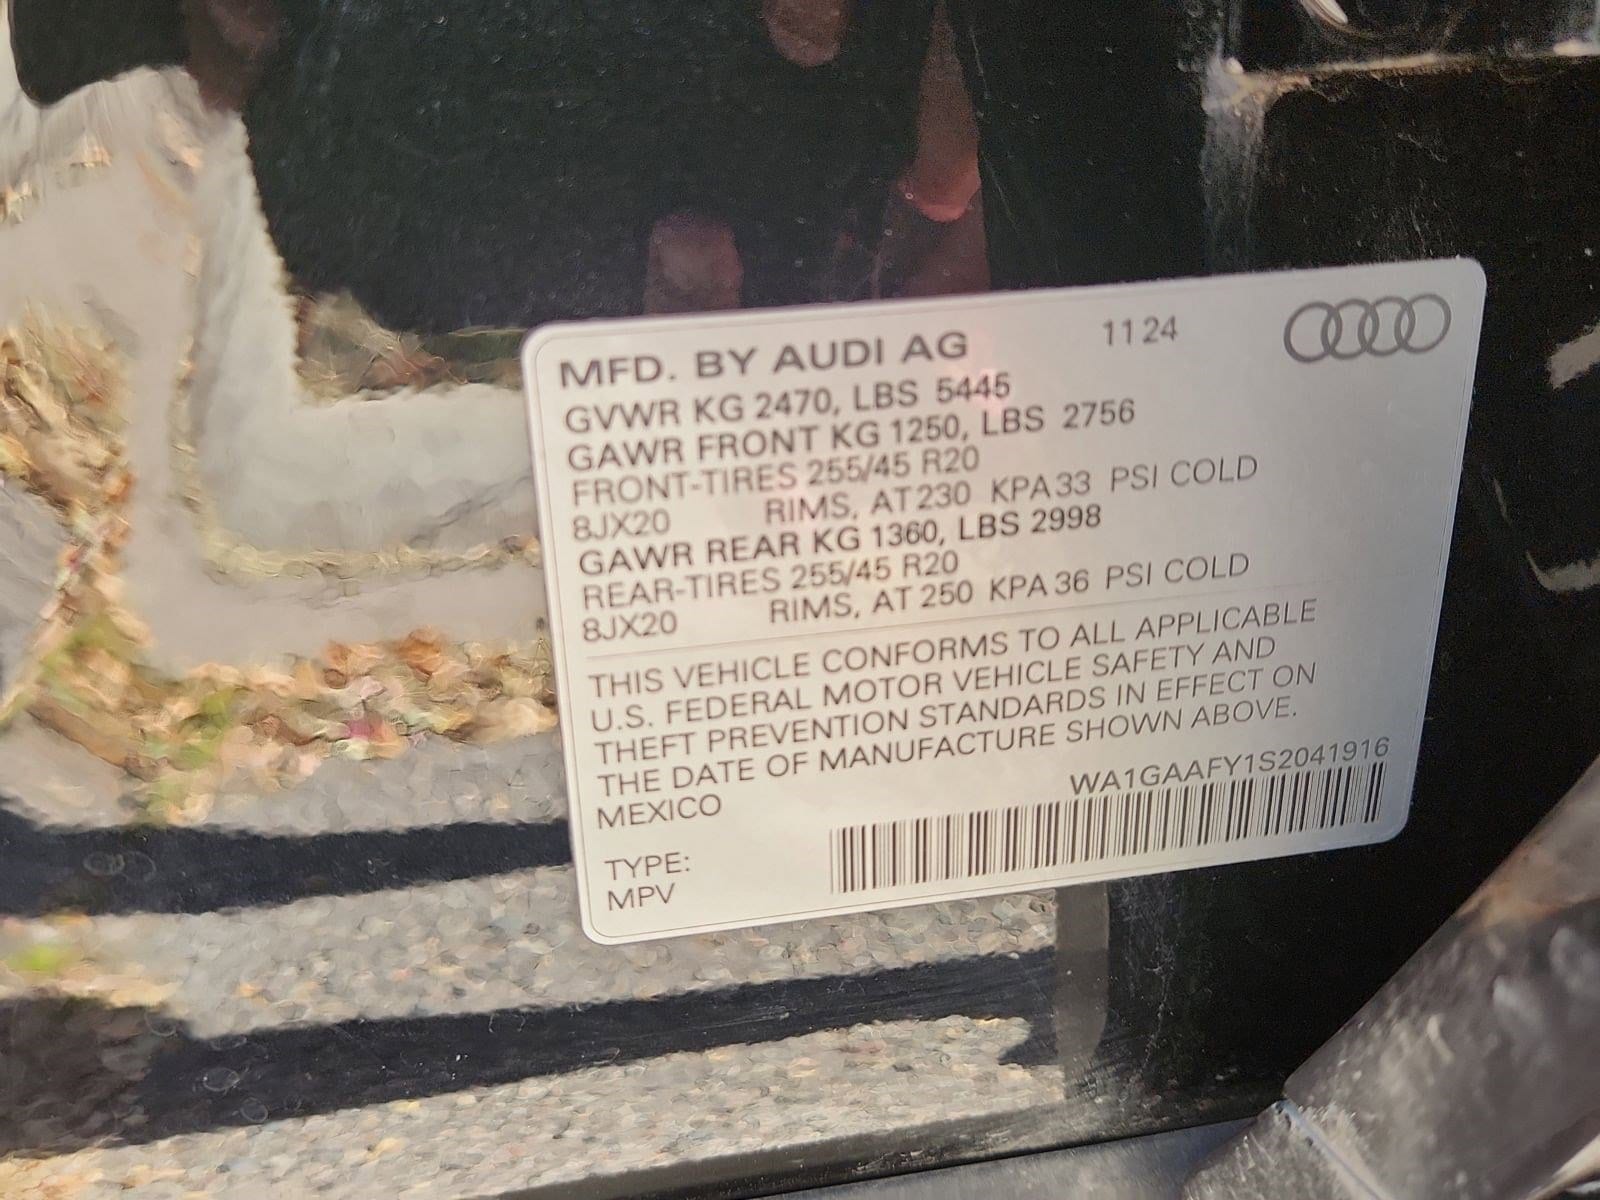 MFD. BY AUDI AG 11 24
GVWR KG 2470, LBS 5445
GAWR FRONT KG 1250, LBS 2756
FRONT-TIRES 255/45 R20
8JX20 RIMS, AT 230 KPA 33 PSI COLD
GAWR REAR KG 1360, LBS 2998
REAR-TIRES 255/45 R20
8JX20 RIMS, AT 250 KPA 36 PSI COLD
THIS VEHICLE CONFORMS TO ALL APPLICABLE
U.S. FEDERAL MOTOR VEHICLE SAFETY AND
THEFT PREVENTION STANDARDS IN EFFECT ON
THE DATE OF MANUFACTURE SHOWN ABOVE.
MEXICO WA1GAAFY1S2041916
TYPE:
MPV